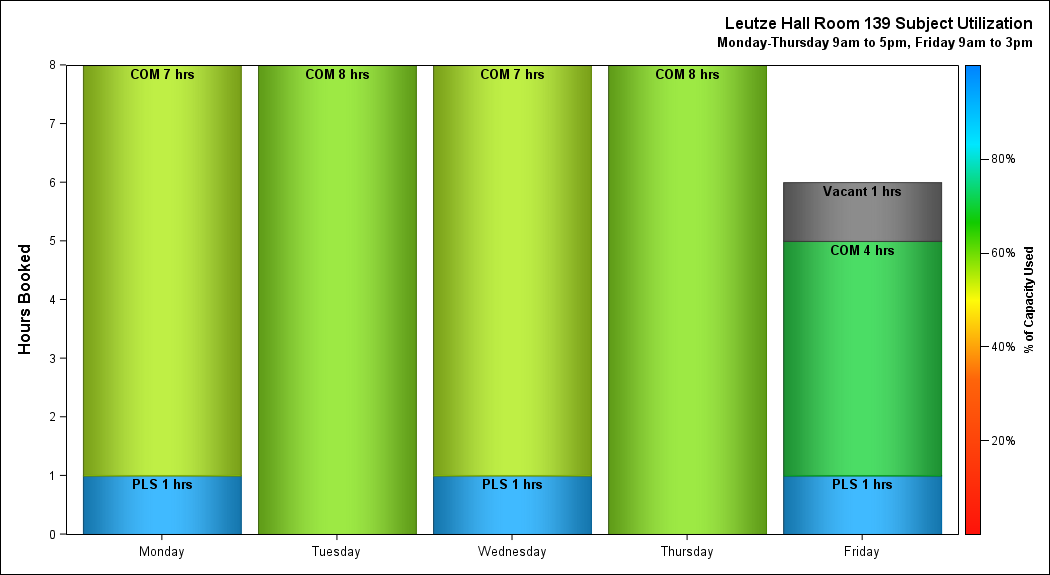 Leutze Hall Room 139 Subject Utilization
Monday-Thursday 9am to 5pm, Friday 9am to 3pm
Hours Booked
8
7
6
5
4
3
2
1
0
COM 7 hrs
PLS 1 hrs
COM 8 hrs
COM 7 hrs
PLS 1 hrs
COM 8 hrs
Vacant 1 hrs
COM 4 hrs
PLS 1 hrs
Monday
Tuesday
Wednesday
Thursday
Friday
80%
60%
40%
20%
% of Capacity Used